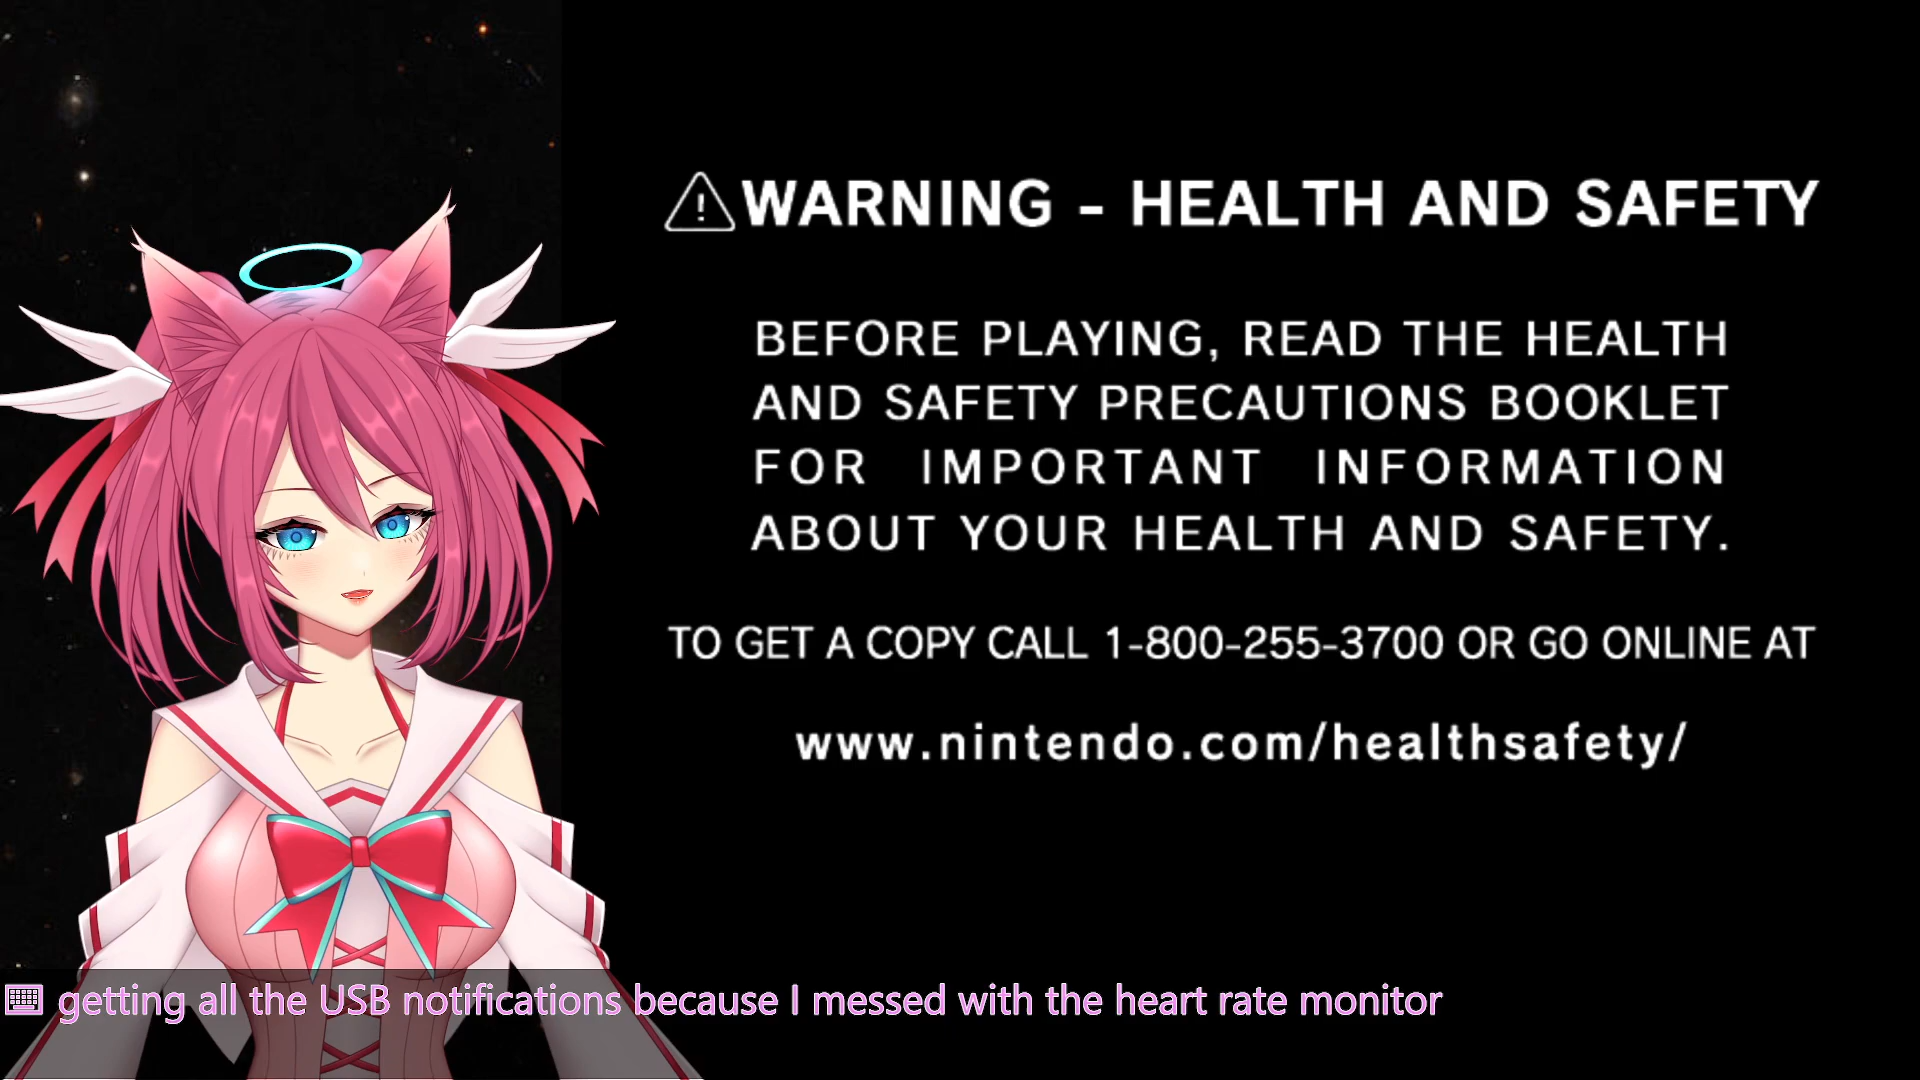 WARNING - HEALTH AND SAFETY
BEFORE PLAYING, READ THE HEALTH
AND SAFETY PRECAUTIONS BOOKLET
FOR IMPORTANT INFORMATION
ABOUT YOUR HEALTH AND SAFETY.
TO GET A COPY CALL 1-800-255-3700 OR GO ONLINE AT
www.nintendo.com/healthsafety/
getting all the USB notifications because I messed with the heart rate monitor